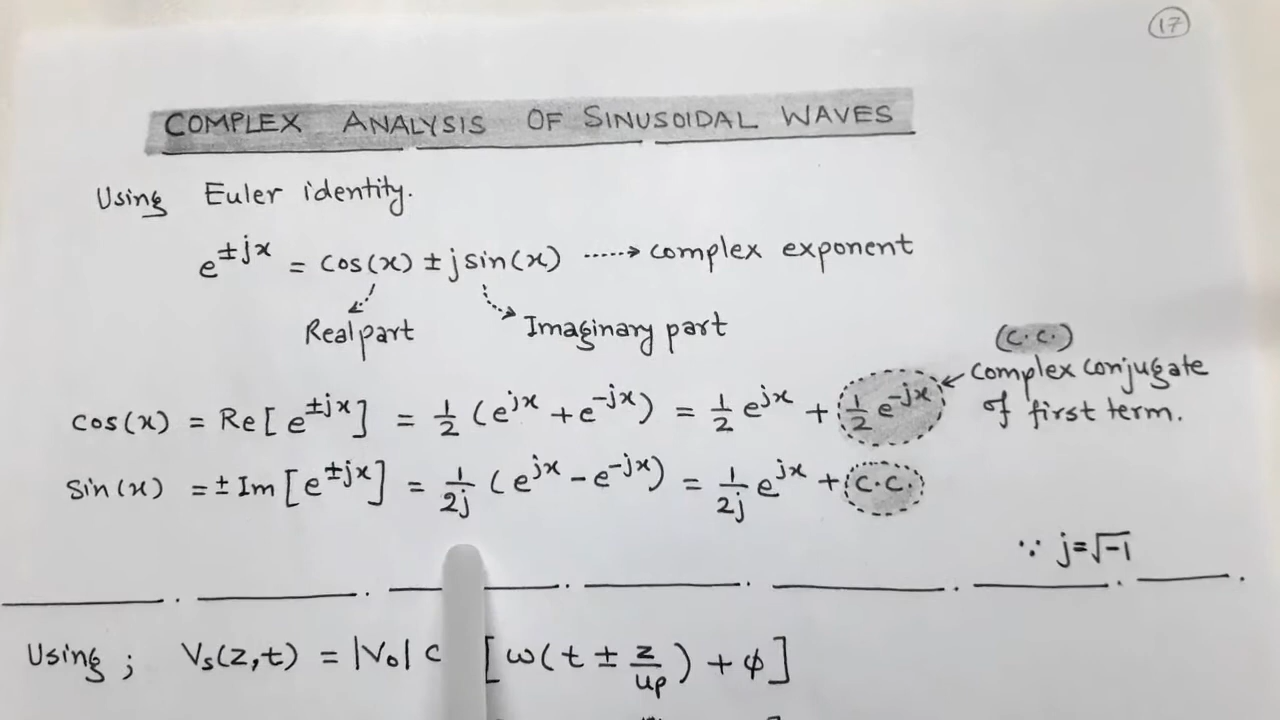 17
COMPLEX ANALYSIS OF SINUSOIDAL WAVES
Using Euler identity.
e^±jx = cos(x) ± jsin(x) ......→ complex exponent
Real part Imaginary part
(c.c.)
complex conjugate
of first term.
cos(x) = Re[e^±jx] = 1/2 (e^jx + e^-jx) = 1/2 e^jx + 1/2 e^-jx
Sin(x) = ± Im[e^±jx] = 1/2j (e^jx - e^-jx) = 1/2j e^jx + c.c.
∵ j=√-1
Using; Vs(z,t) = |Vo| c [ω(t ± z/up) + φ]